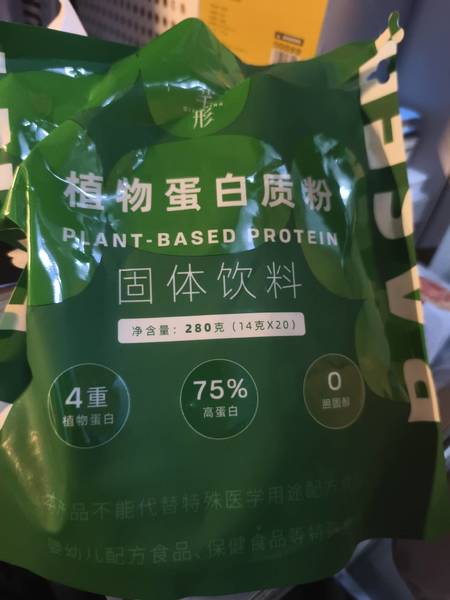 形
植物蛋白质粉
PLANT-BASED PROTEIN
固体饮料
净含量：280克（14克X20）
4重
植物蛋白
75%
高蛋白
0
胆固醇
本产品不能代替特殊医学用途配方
婴幼儿配方食品、保健食品等特